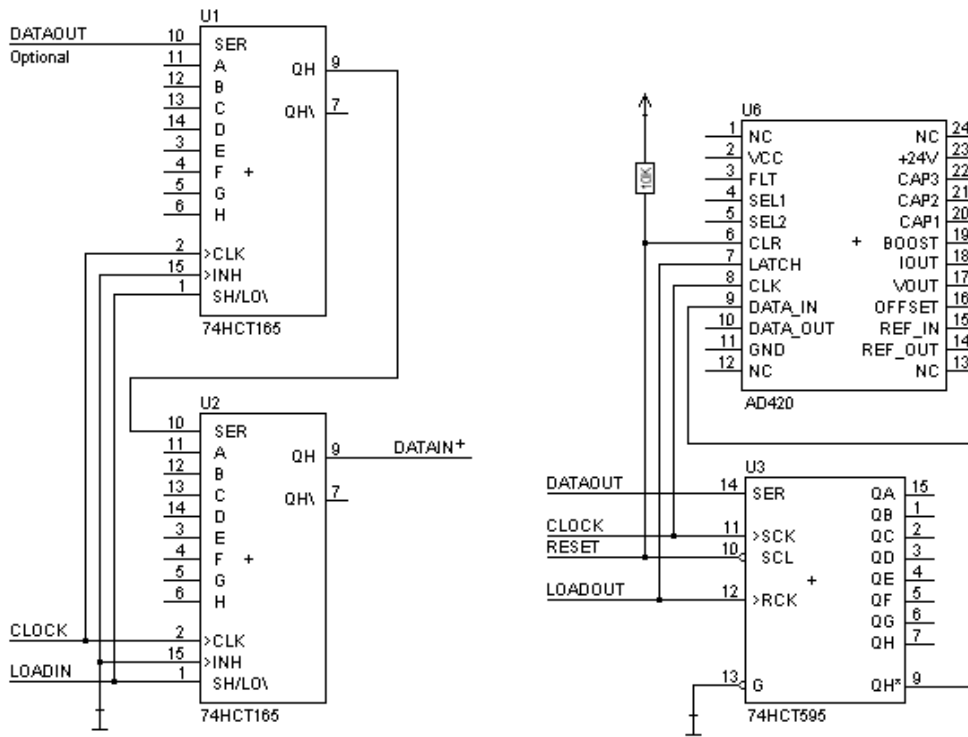 U1
DATAOUT 10 SER
Optional 11 A
12 B
QH 9
13 C
QH\ 7
14 D
3 E
4 F +
5 G
6 H
2 >CLK
15 >INH
1 SH/LO\
74HCT165
U2
10 SER
11 A
12 B
QH 9 DATAIN+
13 C
QH\ 7
14 D
3 E
4 F +
5 G
6 H
CLOCK 2 >CLK
15 >INH
LOADIN 1 SH/LO\
74HCT165
10K
U6
1 NC NC 24
2 VCC +24V 23
3 FLT CAP3 22
4 SEL1 CAP2 21
5 SEL2 CAP1 20
6 CLR + BOOST 19
7 LATCH IOUT 18
8 CLK VOUT 17
9 DATA_IN OFFSET 16
10 DATA_OUT REF_IN 15
11 GND REF_OUT 14
12 NC NC 13
AD420
U3
DATAOUT 14 SER QA 15
QB 1
CLOCK 11 >SCK QC 2
RESET 10 SCL QD 3
+ QE 4
LOADOUT 12 >RCK QF 5
QG 6
QH 7
13 G QH* 9
74HCT595